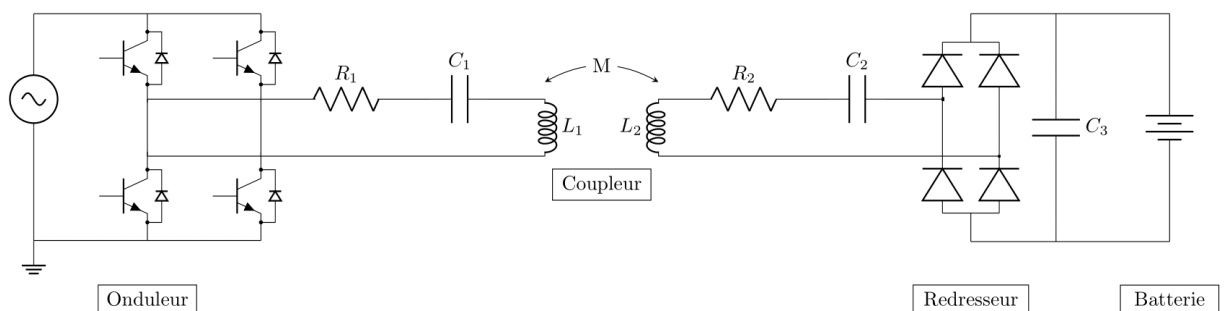 R₁
C₁
M
R₂
C₂
L₁
L₂
C₃
Coupleur
Onduleur
Redresseur
Batterie